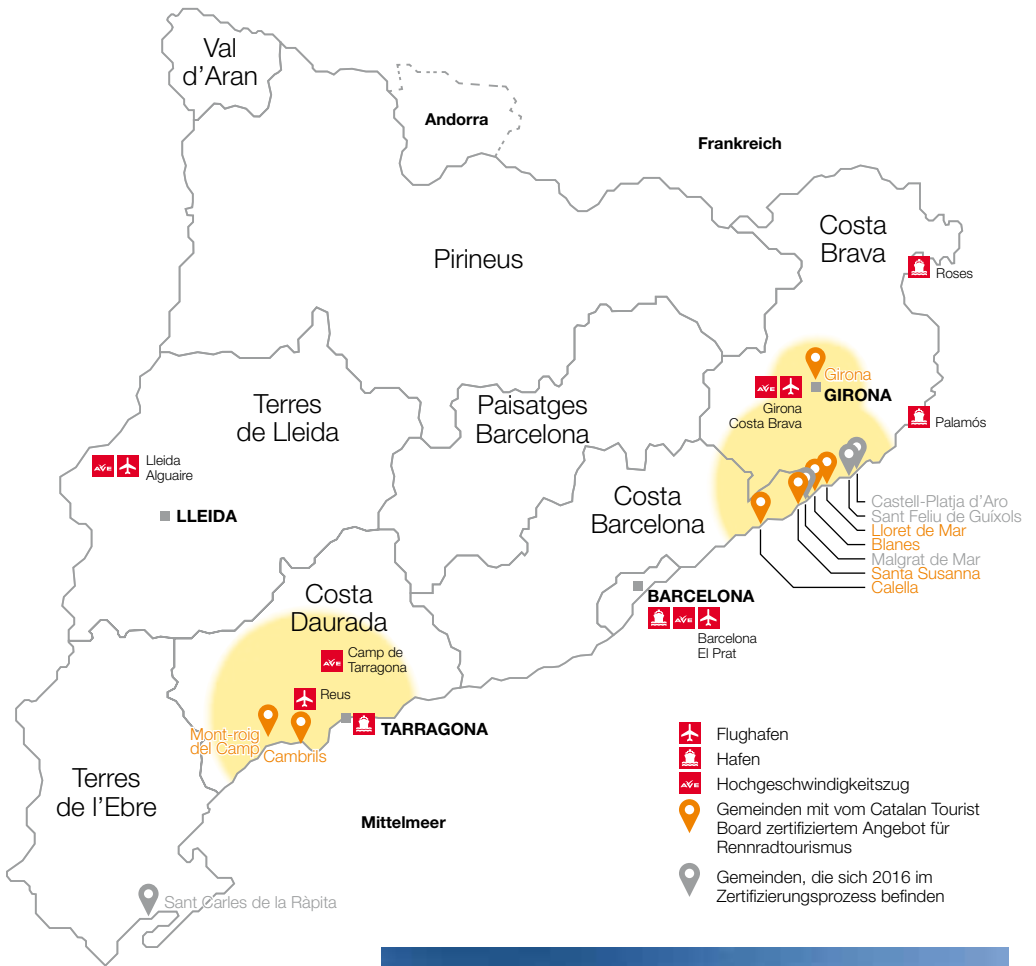 Val
d'Aran
Andorra
Frankreich
Costa
Brava
Pirineus
Roses
Girona
GIRONA
Girona
Costa Brava
Palamós
Terres
de Lleida
Paisatges
Barcelona
Lleida
Alguaire
LLEIDA
Costa
Barcelona
Castell-Platja d'Aro
Sant Feliu de Guíxols
Lloret de Mar
Blanes
Malgrat de Mar
Santa Susanna
Calella
BARCELONA
Barcelona
El Prat
Costa
Daurada
Camp de
Tarragona
Reus
TARRAGONA
Mont-roig
del Camp
Cambrils
Terres
de l'Ebre
Mittelmeer
Sant Carles de la Ràpita
Flughafen
Hafen
AVE
Hochgeschwindigkeitszug
Gemeinden mit vom Catalan Tourist
Board zertifiziertem Angebot für
Rennradtourismus
Gemeinden, die sich 2016 im
Zertifizierungsprozess befinden